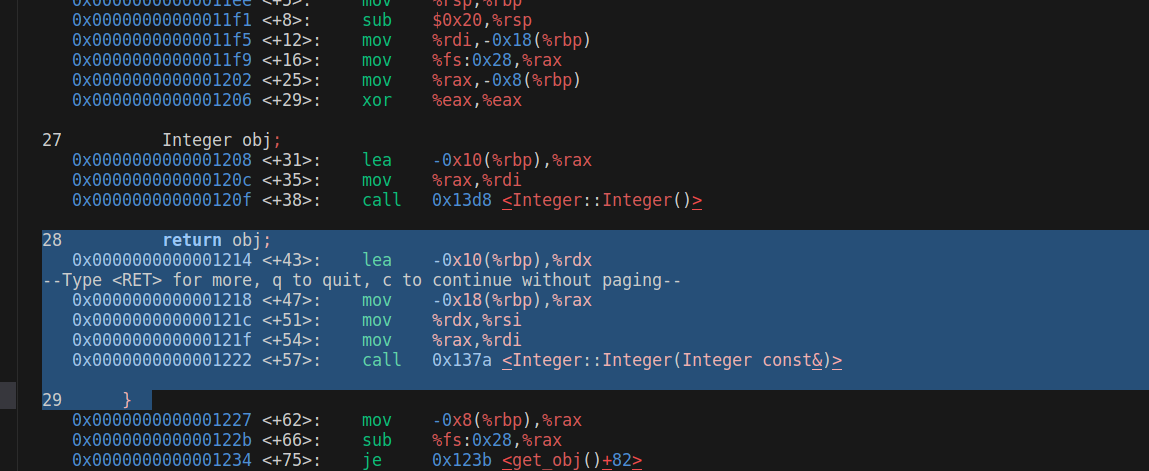 0x00000000000011ee <+5>: mov %rsp,%rbp
0x00000000000011f1 <+8>: sub $0x20,%rsp
0x00000000000011f5 <+12>: mov %rdi,-0x18(%rbp)
0x00000000000011f9 <+16>: mov %fs:0x28,%rax
0x0000000000001202 <+25>: mov %rax,-0x8(%rbp)
0x0000000000001206 <+29>: xor %eax,%eax
27 Integer obj;
0x0000000000001208 <+31>: lea -0x10(%rbp),%rax
0x000000000000120c <+35>: mov %rax,%rdi
0x000000000000120f <+38>: call 0x13d8 <Integer::Integer()>
28 return obj;
0x0000000000001214 <+43>: lea -0x10(%rbp),%rdx
--Type <RET> for more, q to quit, c to continue without paging--
0x0000000000001218 <+47>: mov -0x18(%rbp),%rax
0x000000000000121c <+51>: mov %rdx,%rsi
0x000000000000121f <+54>: mov %rax,%rdi
0x0000000000001222 <+57>: call 0x137a <Integer::Integer(Integer const&)>
29 }
0x0000000000001227 <+62>: mov -0x8(%rbp),%rax
0x000000000000122b <+66>: sub %fs:0x28,%rax
0x0000000000001234 <+75>: je 0x123b <get_obj()+82>